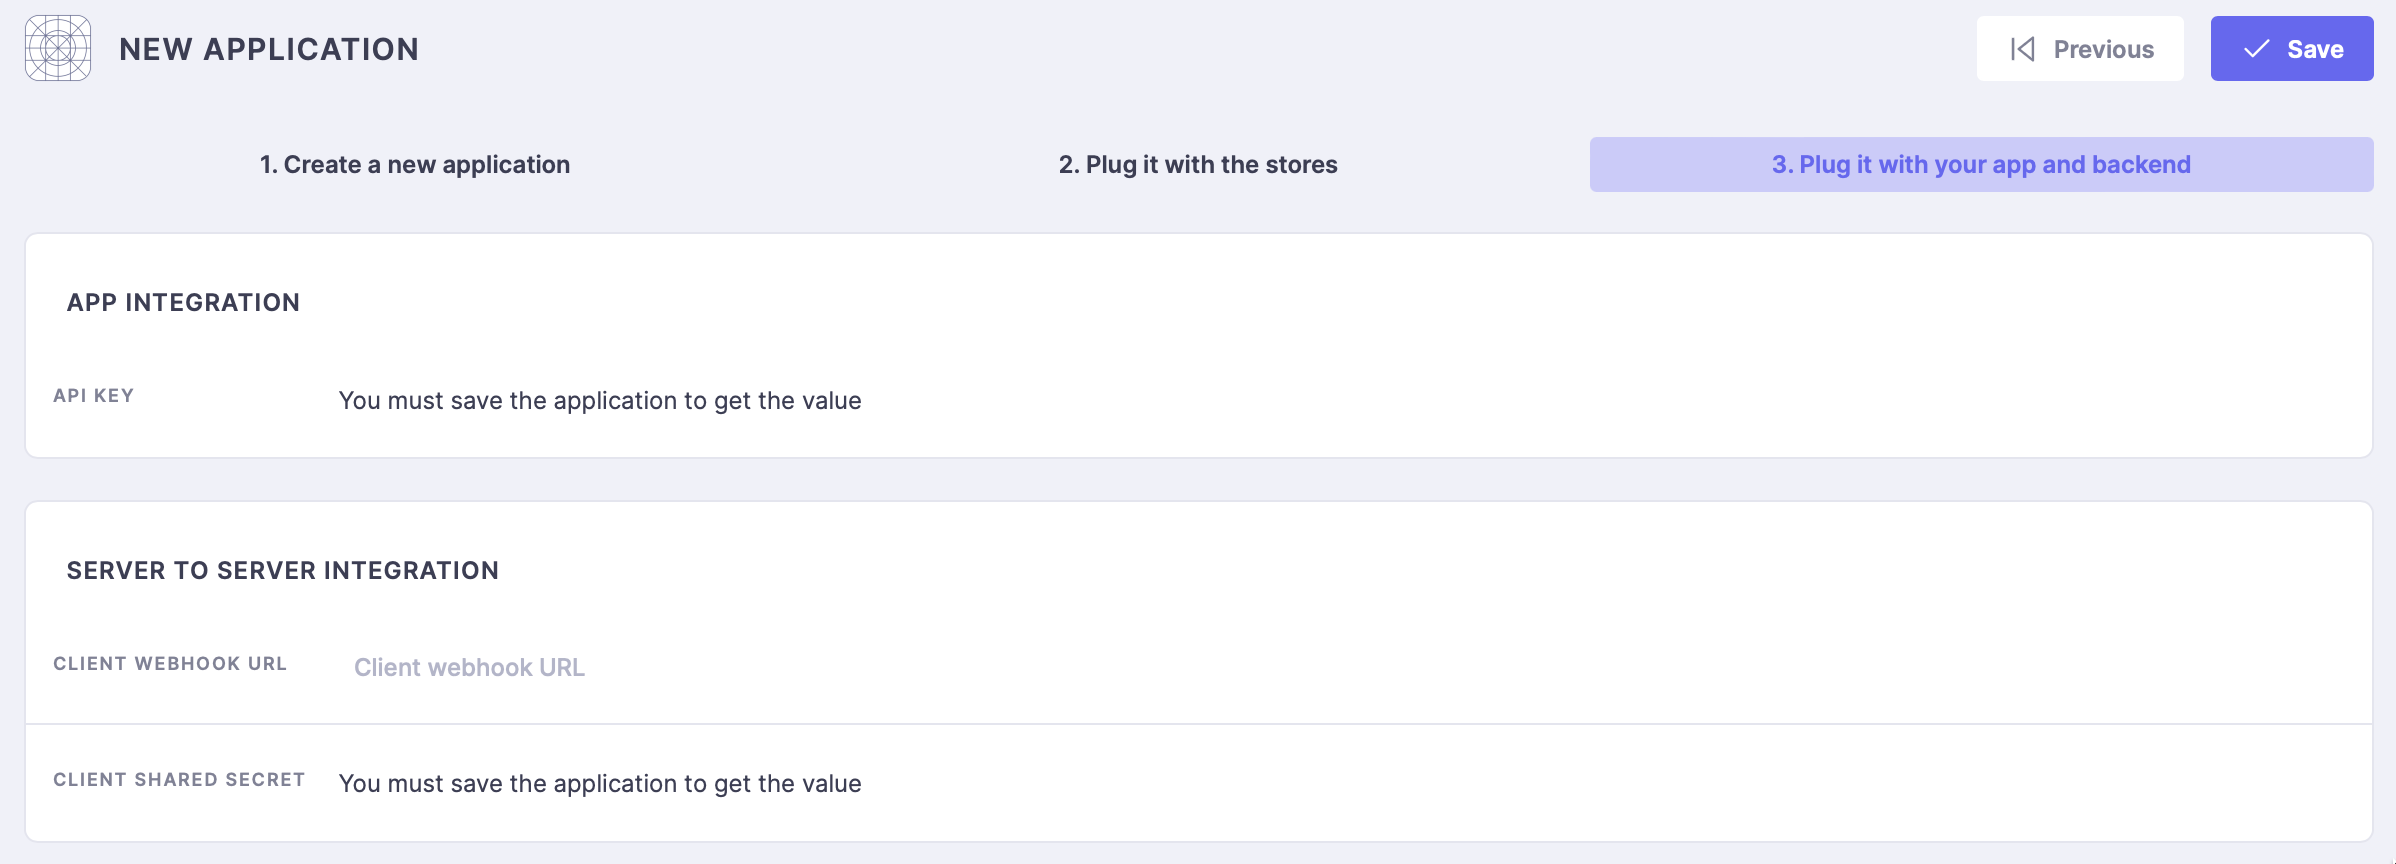 NEW APPLICATION
Previous
Save
1. Create a new application
2. Plug it with the stores
3. Plug it with your app and backend
APP INTEGRATION
API KEY
You must save the application to get the value
SERVER TO SERVER INTEGRATION
CLIENT WEBHOOK URL
Client webhook URL
CLIENT SHARED SECRET
You must save the application to get the value